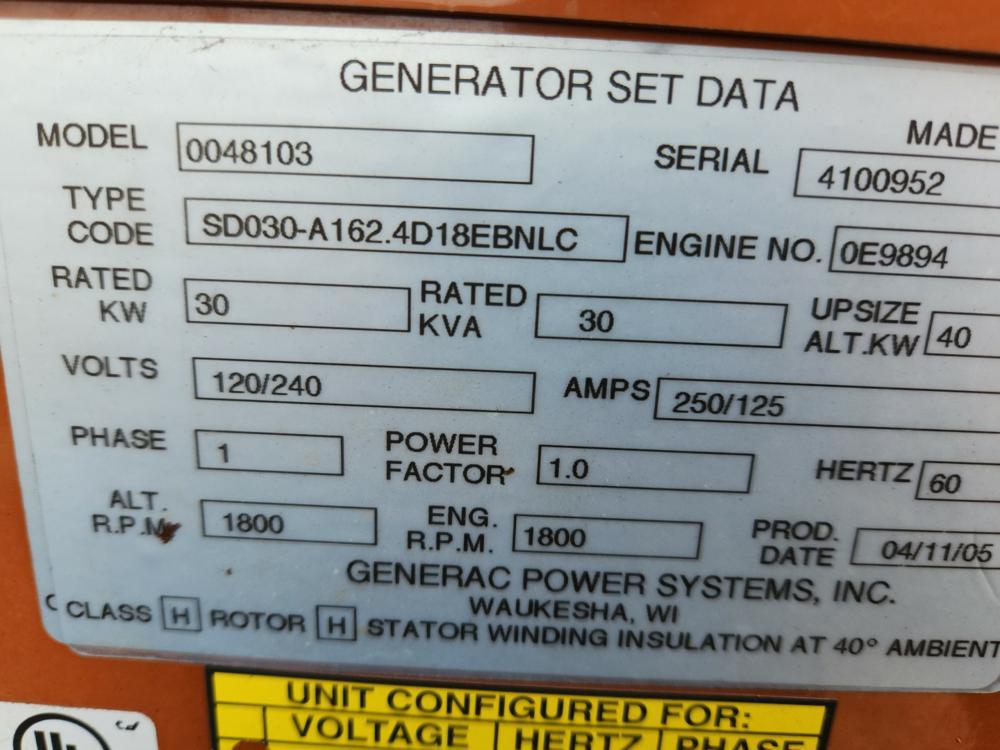 GENERATOR SET DATA
MADE
MODEL 0048103 SERIAL 4100952
TYPE CODE SD030-A162.4D18EBNLC ENGINE NO. 0E9894
RATED KW 30 RATED KVA 30 UPSIZE ALT.KW 40
VOLTS 120/240 AMPS 250/125
PHASE 1 POWER FACTOR 1.0 HERTZ 60
ALT. R.P.M. 1800 ENG. R.P.M. 1800 PROD. DATE 04/11/05
GENERAC POWER SYSTEMS, INC.
WAUKESHA, WI
CLASS H ROTOR H STATOR WINDING INSULATION AT 40° AMBIENT
UNIT CONFIGURED FOR:
VOLTAGE HERTZ PHASE
UL